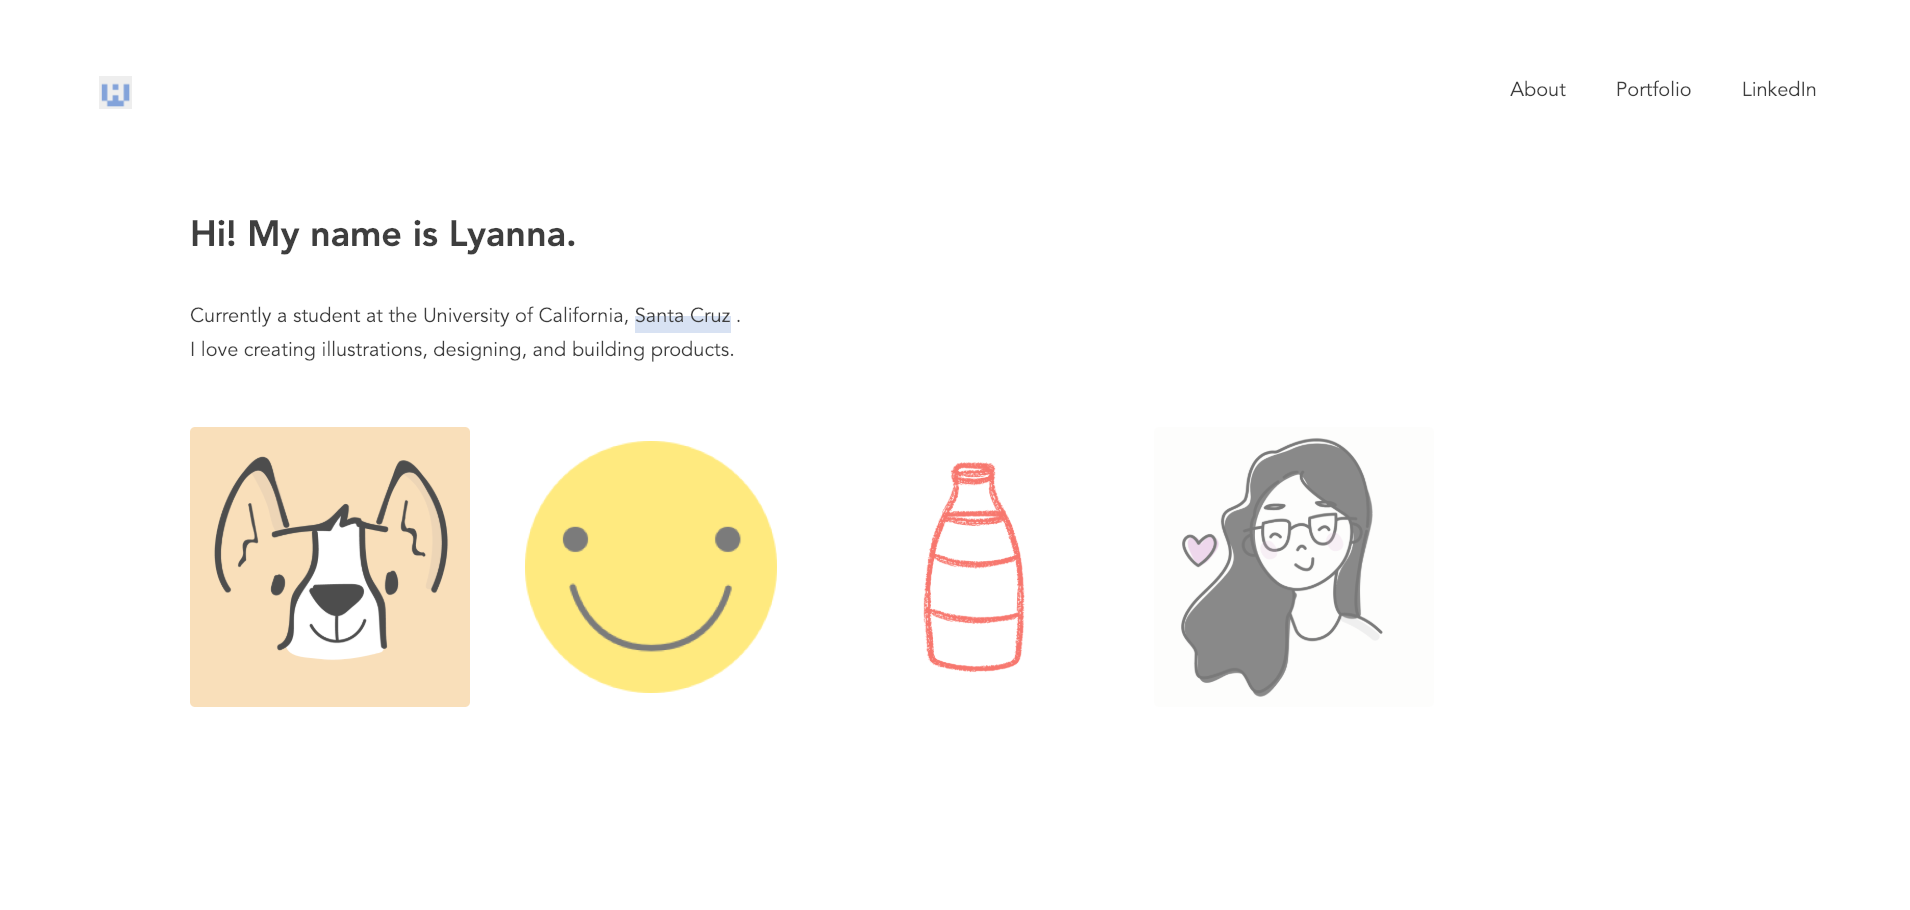 About Portfolio LinkedIn
Hi! My name is Lyanna.
Currently a student at the University of California, Santa Cruz .
I love creating illustrations, designing, and building products.